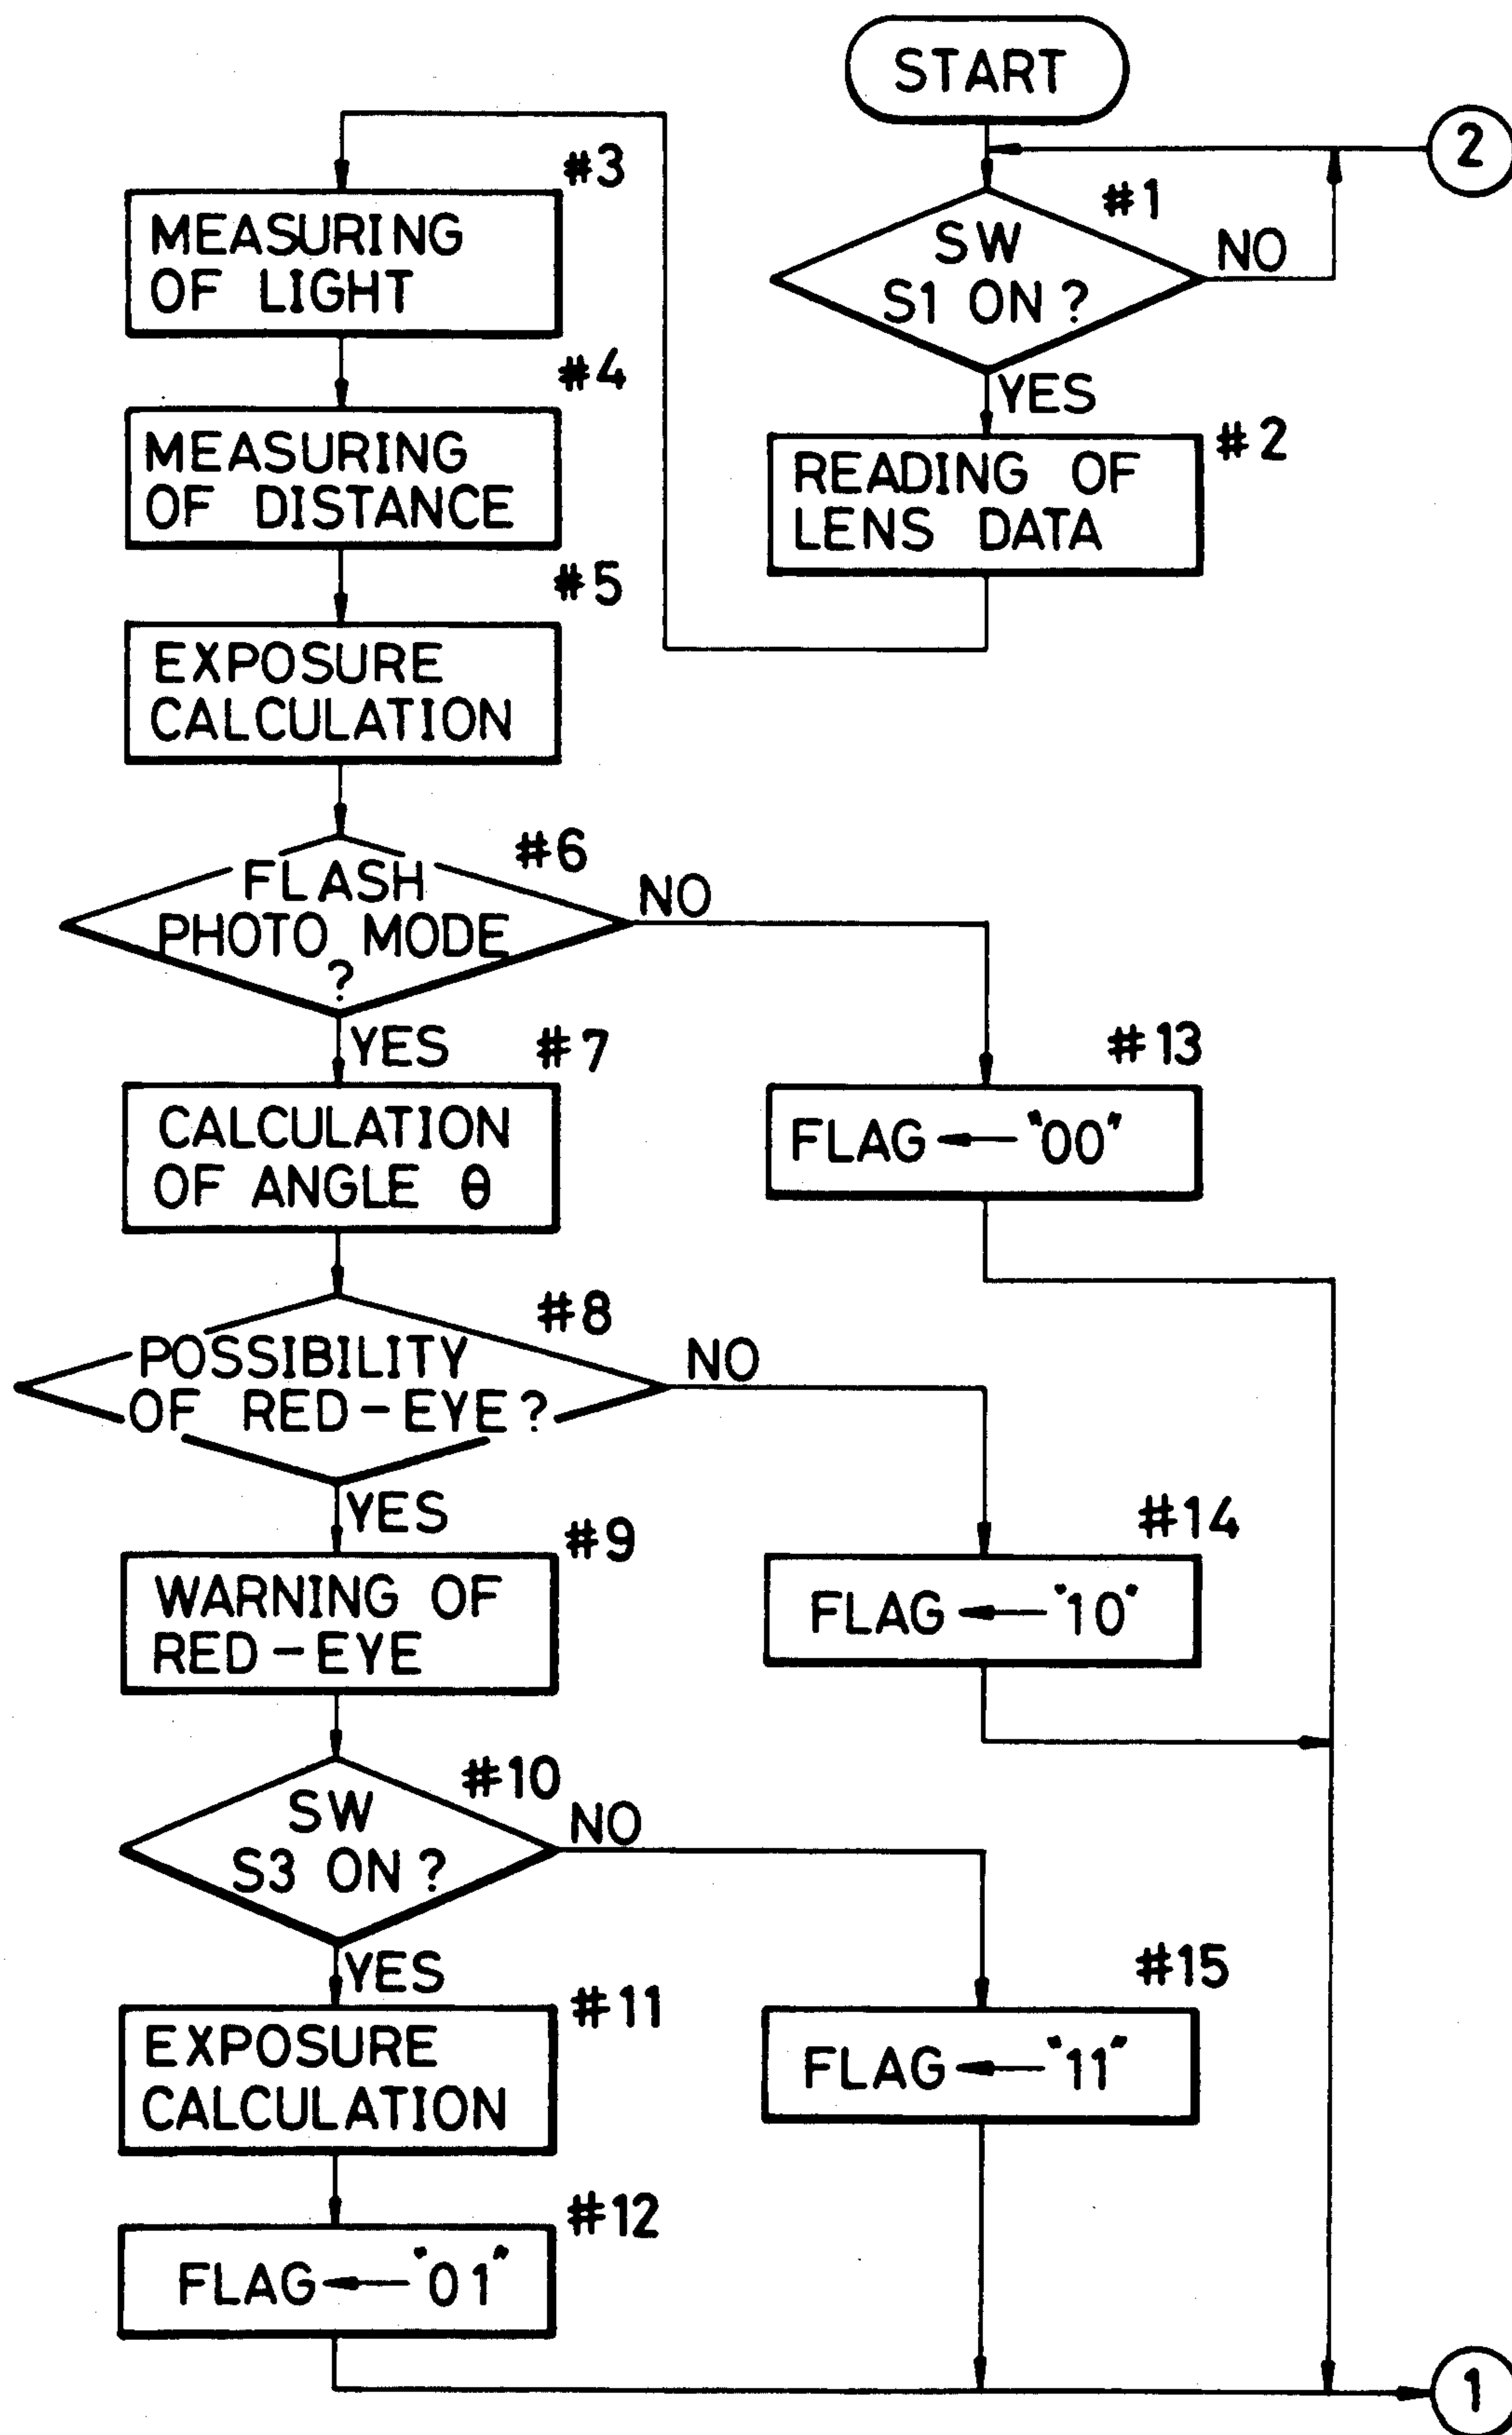 START
2
#1
SW
S1 ON ?
NO
YES
#2
READING OF
LENS DATA
#3
MEASURING
OF LIGHT
#4
MEASURING
OF DISTANCE
#5
EXPOSURE
CALCULATION
#6
FLASH
PHOTO MODE
?
NO
YES
#7
CALCULATION
OF ANGLE θ
#13
FLAG ← "00"
#8
POSSIBILITY
OF RED-EYE ?
NO
YES
#9
WARNING OF
RED-EYE
#14
FLAG ← "10"
#10
SW
S3 ON ?
NO
YES
#11
EXPOSURE
CALCULATION
#15
FLAG ← "11"
#12
FLAG ← "01"
1